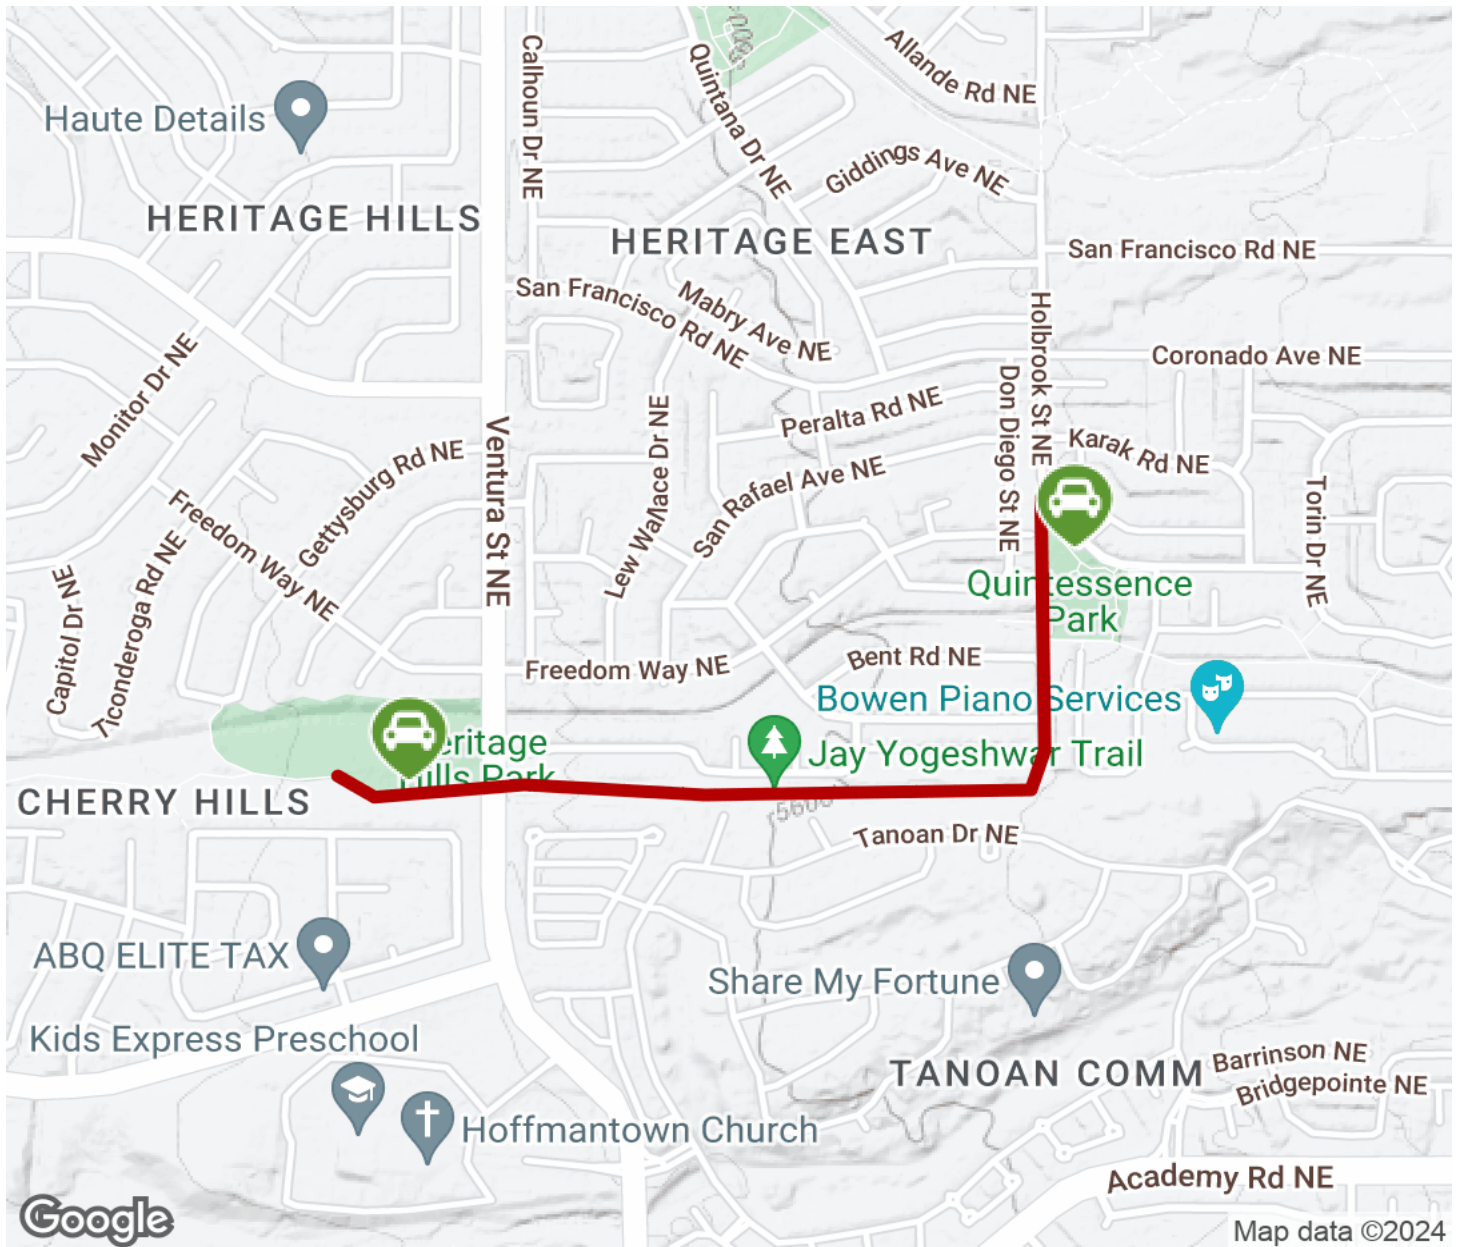 Haute Details
HERITAGE HILLS
Calhoun Dr NE
Quintana Dr NE
Allande Rd NE
Giddings Ave NE
HERITAGE EAST
San Francisco Rd NE
San Francisco Rd NE
Mabry Ave NE
Holbrook St NE
Coronado Ave NE
Monitor Dr NE
Peralta Rd NE
Don Diego St NE
Karak Rd NE
Gettysburg Rd NE
Ventura St NE
Lew Wallace Dr NE
San Rafael Ave NE
Torin Dr NE
Freedom Way NE
Capitol Dr NE
Ticonderoga Rd NE
Quintessence
Park
Freedom Way NE
Bent Rd NE
Bowen Piano Services
Heritage
Hills Park
Jay Yogeshwar Trail
CHERRY HILLS
Tanoan Dr NE
ABQ ELITE TAX
Share My Fortune
Kids Express Preschool
TANOAN COMM
Barrinson NE
Bridgepointe NE
Hoffmantown Church
Academy Rd NE
Google
Map data ©2024